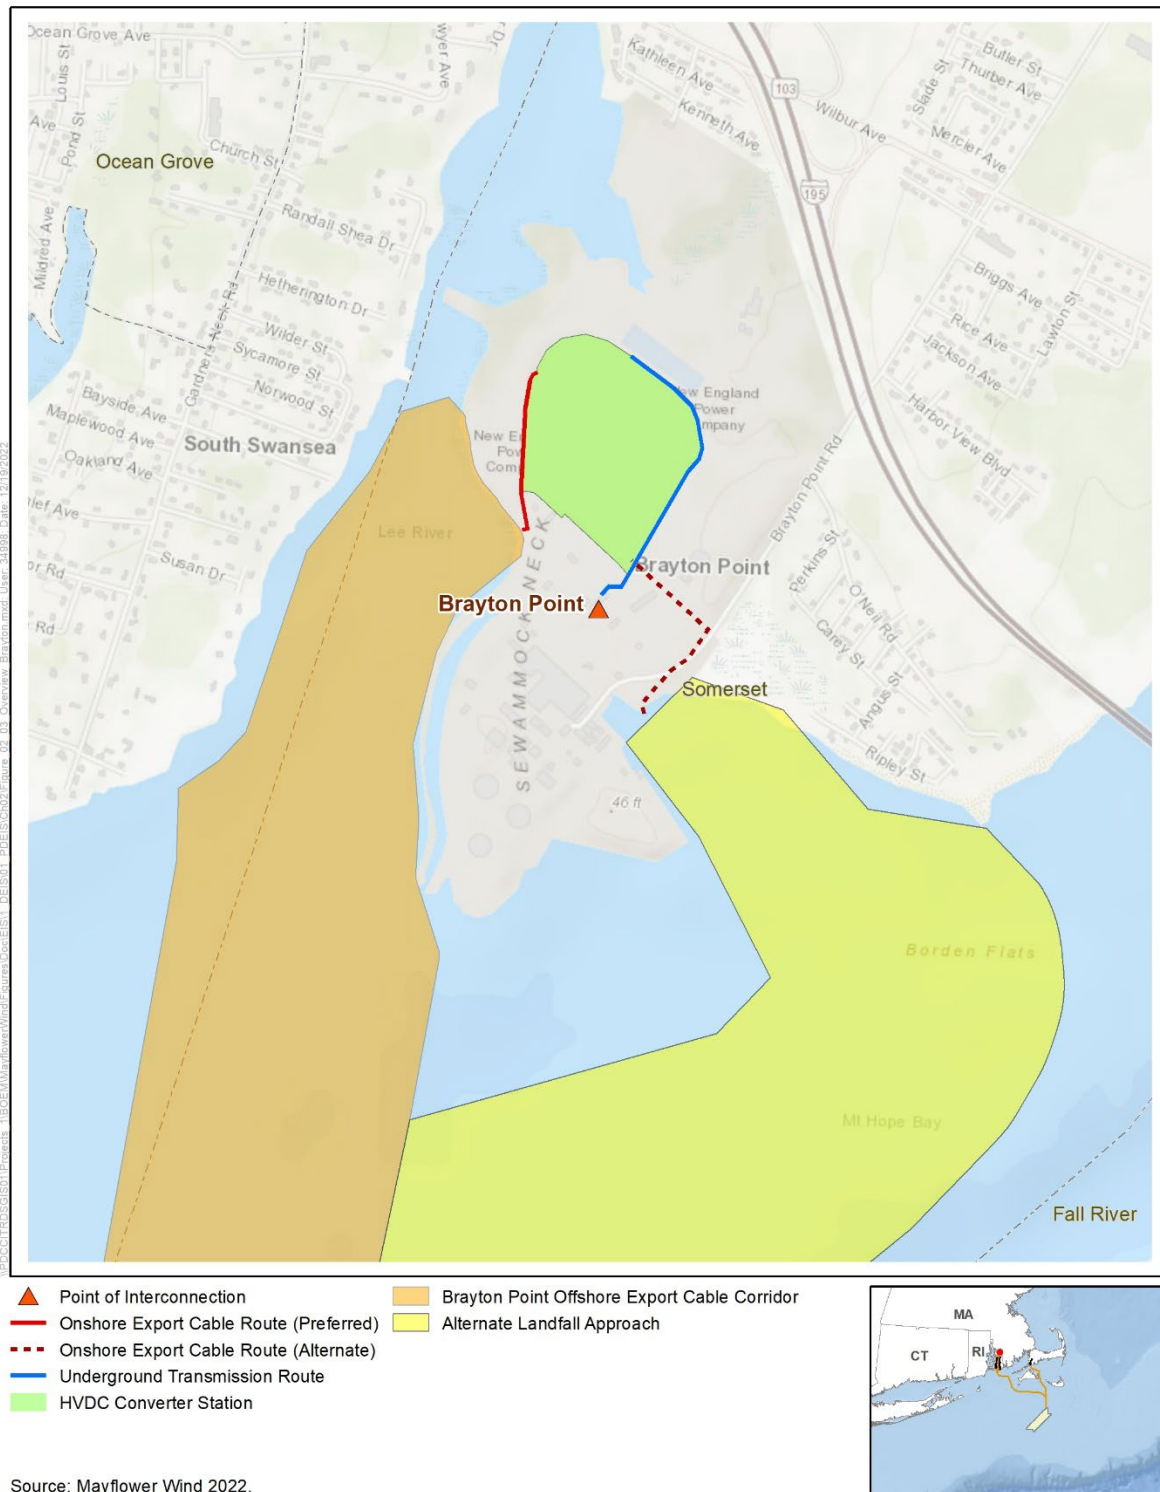 Ocean Grove Ave
Louis St
Pond St
Ave
Mildred Ave
Ocean Grove
Church St
Randall Shea Dr
Hetherington Dr
Wilder St
Sycamore St
Norwood St
Gardners Neck Rd
Bayside Ave
Maplewood Ave
Oakland Ave
South Swansea
Susan Dr
Rd
Kathleen Ave
Kenneth Ave
103
Wilbur Ave
195
Butler St
Thurber Ave
Slade St
Mercier Ave
Briggs Ave
Rice Ave
Jackson Ave
Lawton St
Harbor View Blvd
Brayton Point Rd
New England
Power
Company
Lee River
SEWAMMOCK NECK
Brayton Point
Brayton Point
Perkins St
O'Neil Rd
Carey St
Angus St
Ripley St
Somerset
46 ft
Borden Flats
Mt Hope Bay
Fall River
Point of Interconnection
Onshore Export Cable Route (Preferred)
Onshore Export Cable Route (Alternate)
Underground Transmission Route
HVDC Converter Station
Brayton Point Offshore Export Cable Corridor
Alternate Landfall Approach
MA
CT
RI
Source: Mayflower Wind 2022.